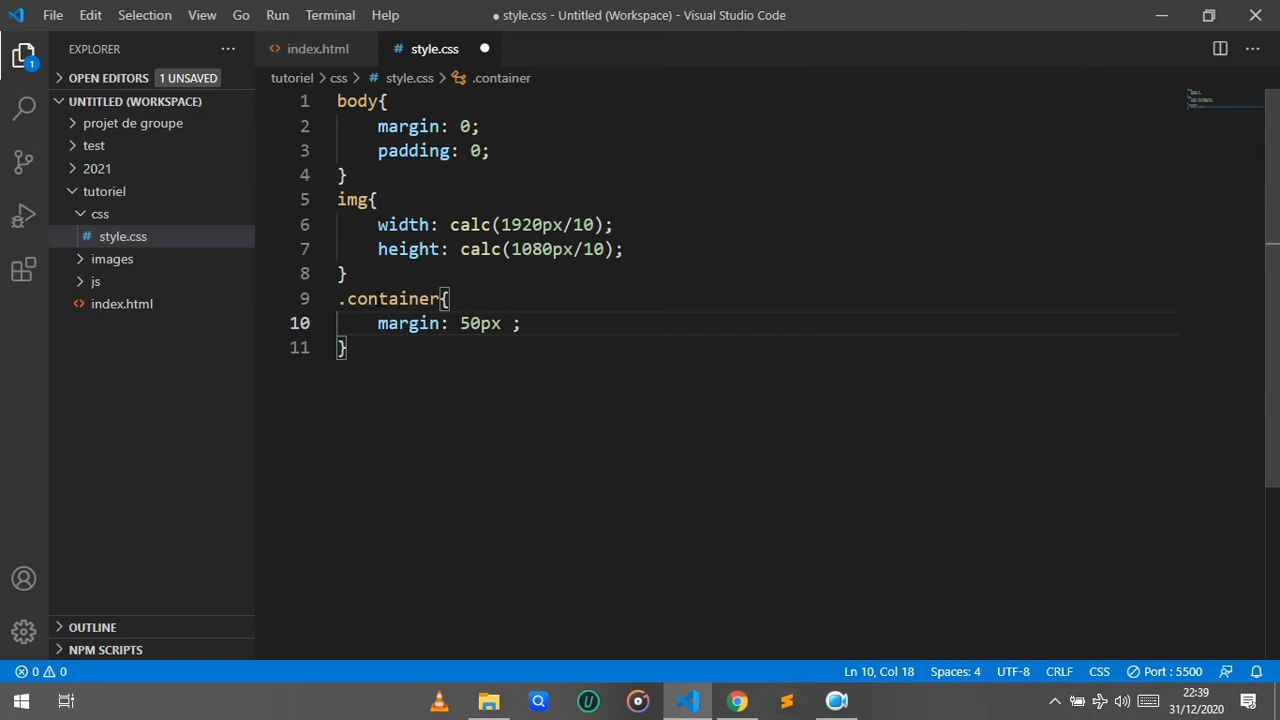 File Edit Selection View Go Run Terminal Help
● style.css - Untitled (Workspace) - Visual Studio Code
EXPLORER
index.html
style.css
1
OPEN EDITORS 1 UNSAVED
tutoriel > css > style.css > .container
UNTITLED (WORKSPACE)
projet de groupe
test
2021
tutoriel
css
style.css
images
js
index.html
1 body{
2 margin: 0;
3 padding: 0;
4 }
5 img{
6 width: calc(1920px/10);
7 height: calc(1080px/10);
8 }
9 .container{
10 margin: 50px ;
11 }
OUTLINE
NPM SCRIPTS
0 0
Ln 10, Col 18 Spaces: 4 UTF-8 CRLF CSS Port : 5500
22:39
31/12/2020